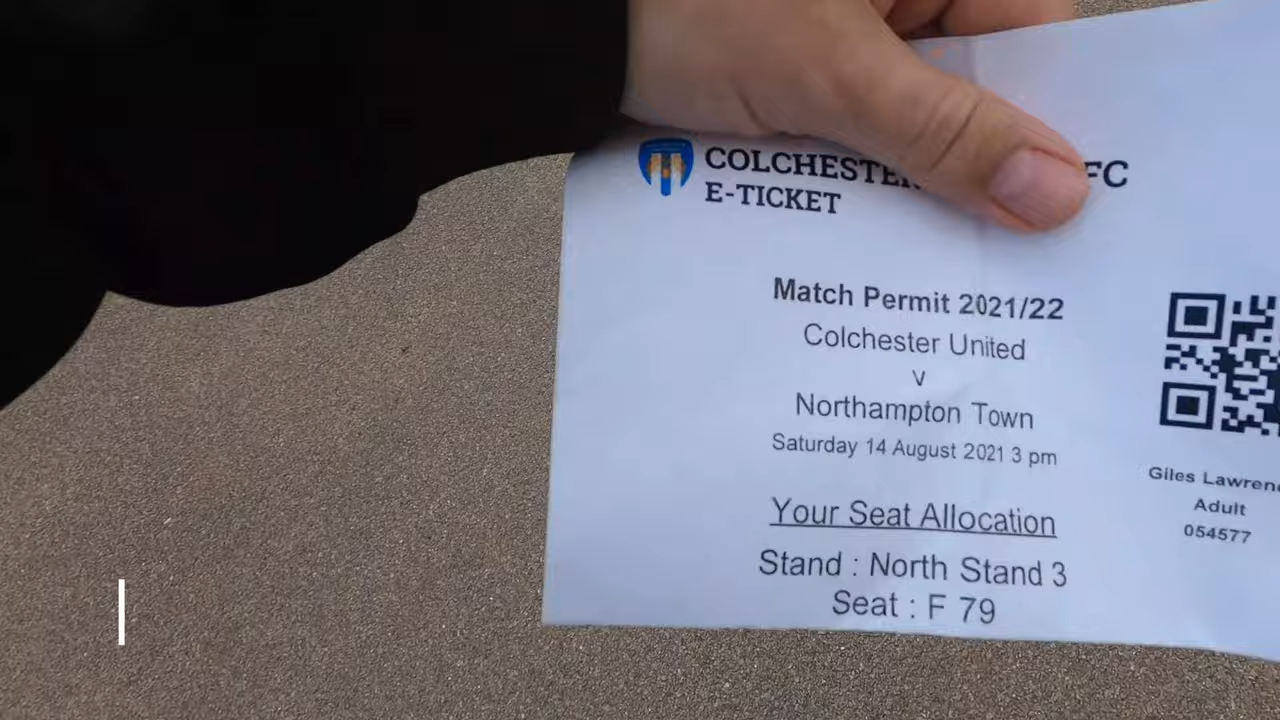 COLCHESTER FC
E-TICKET
Match Permit 2021/22
Colchester United
v
Northampton Town
Saturday 14 August 2021 3 pm
Your Seat Allocation
Stand : North Stand 3
Seat : F 79
Giles
Adult
054577